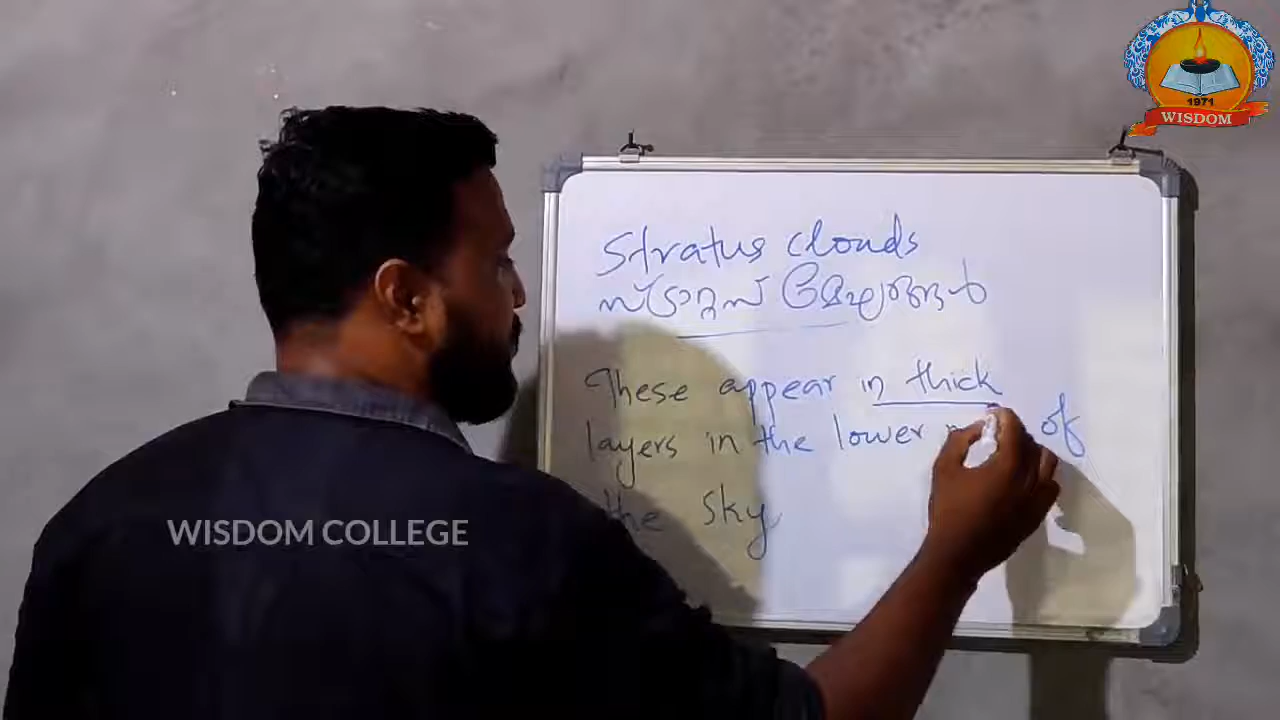 1971
WISDOM
Stratus clouds
സ്ട്രാറ്റസ് മേഘങ്ങൾ
These appear in thick
layers in the lower of
the sky
WISDOM COLLEGE